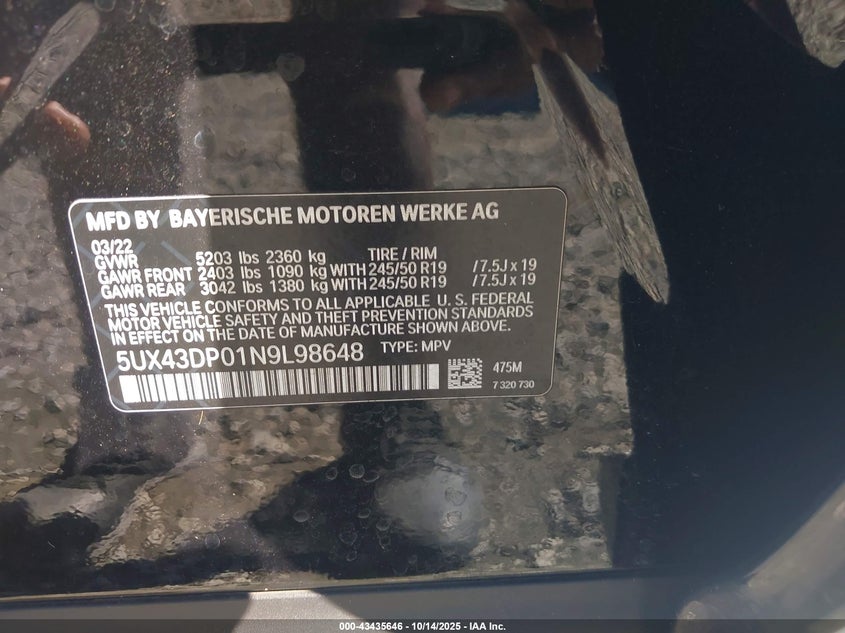 MFD BY BAYERISCHE MOTOREN WERKE AG
03/22
GVWR 5203 lbs 2360 kg TIRE / RIM
GAWR FRONT 2403 lbs 1090 kg WITH 245/50 R19 /7.5J x 19
GAWR REAR 3042 lbs 1380 kg WITH 245/50 R19 /7.5J x 19
THIS VEHICLE CONFORMS TO ALL APPLICABLE U. S. FEDERAL
MOTOR VEHICLE SAFETY AND THEFT PREVENTION STANDARDS
IN EFFECT ON THE DATE OF MANUFACTURE SHOWN ABOVE.
5UX43DP01N9L98648 TYPE: MPV
475M
7 320 730
000-43435646 - 10/14/2025 - IAA Inc.